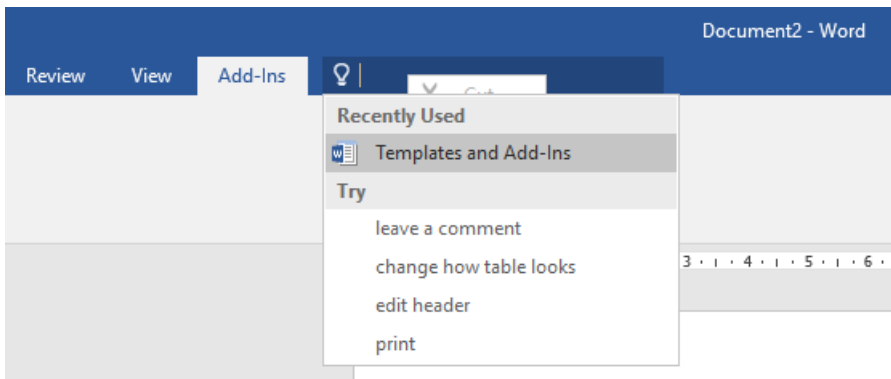 Document2 - Word
Review View Add-Ins
Recently Used
Templates and Add-Ins
Try
leave a comment
change how table looks
edit header
print
3 · ı · 4 · ı · 5 · ı · 6 ·